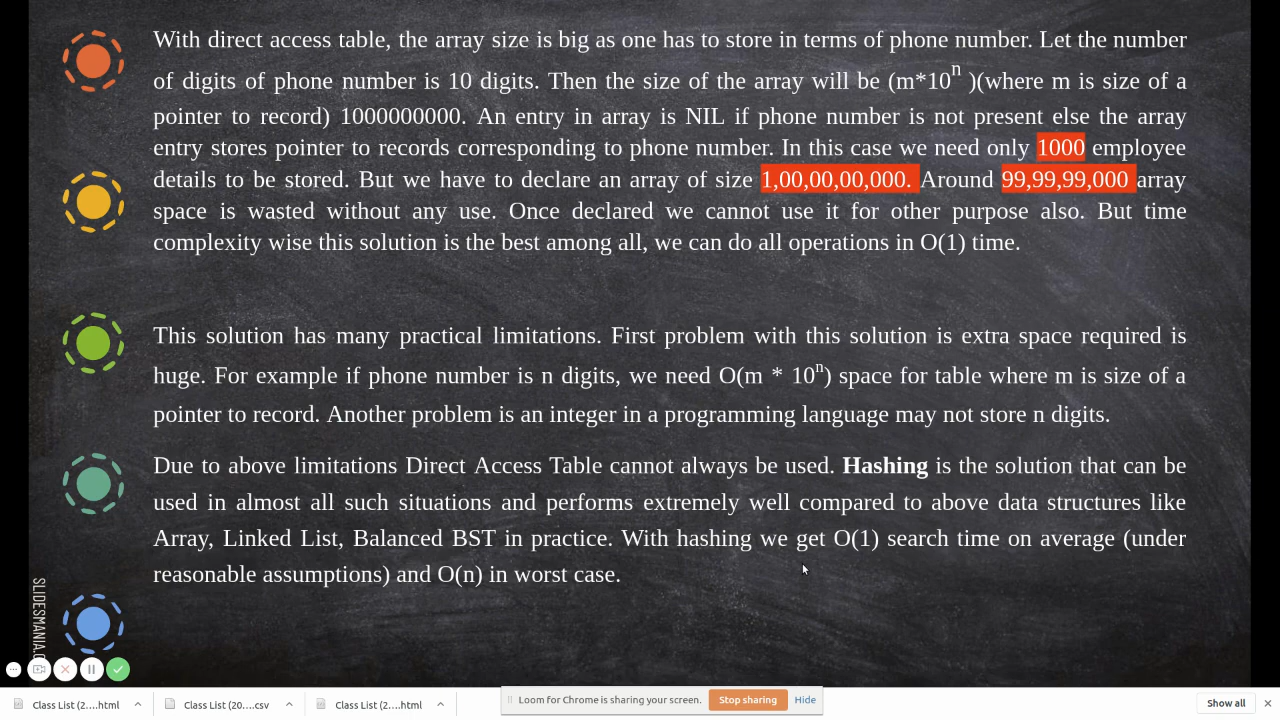 With direct access table, the array size is big as one has to store in terms of phone number. Let the number
of digits of phone number is 10 digits. Then the size of the array will be (m*10^n )(where m is size of a
pointer to record) 1000000000. An entry in array is NIL if phone number is not present else the array
entry stores pointer to records corresponding to phone number. In this case we need only 1000 employee
details to be stored. But we have to declare an array of size 1,00,00,00,000. Around 99,99,99,000 array
space is wasted without any use. Once declared we cannot use it for other purpose also. But time
complexity wise this solution is the best among all, we can do all operations in O(1) time.
This solution has many practical limitations. First problem with this solution is extra space required is
huge. For example if phone number is n digits, we need O(m * 10^n) space for table where m is size of a
pointer to record. Another problem is an integer in a programming language may not store n digits.
Due to above limitations Direct Access Table cannot always be used. Hashing is the solution that can be
used in almost all such situations and performs extremely well compared to above data structures like
Array, Linked List, Balanced BST in practice. With hashing we get O(1) search time on average (under
reasonable assumptions) and O(n) in worst case.
SLIDESMANIA.C
Class List (2....html
Class List (20....csv
Class List (2....html
Loom for Chrome is sharing your screen.
Stop sharing
Hide
Show all